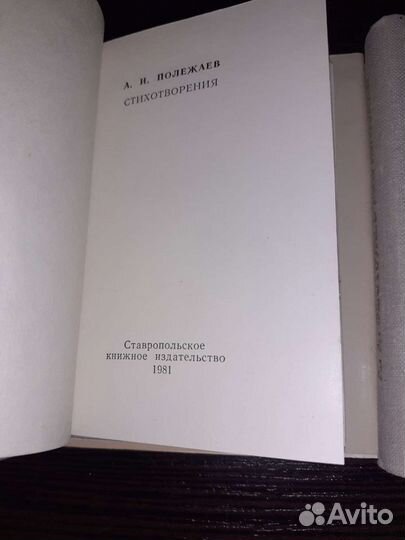 А. И. ПОЛЕЖАЕВ
СТИХОТВОРЕНИЯ
Ставропольское
книжное издательство
1981
Avito